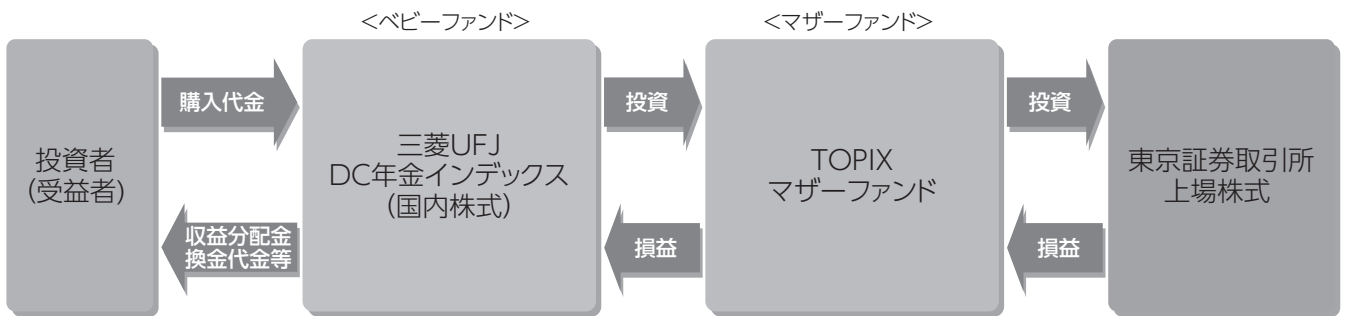 <ベビーファンド>
<マザーファンド>
投資者
(受益者)
購入代金
収益分配金
換金代金等
三菱UFJ
DC年金インデックス
(国内株式)
投資
損益
TOPIX
マザーファンド
投資
損益
東京証券取引所
上場株式